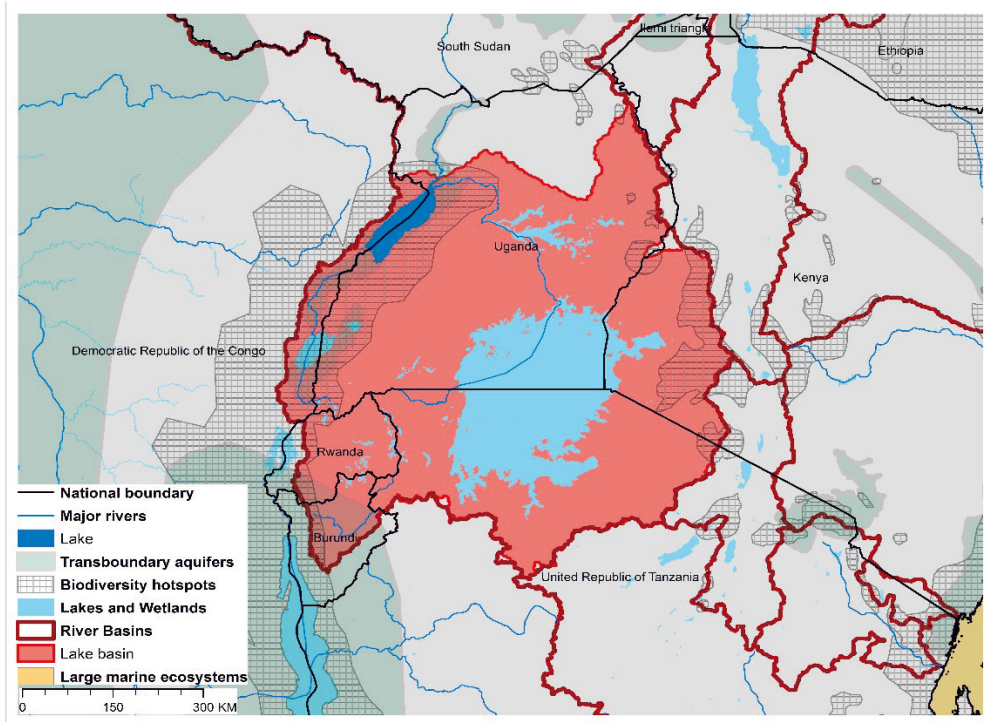 South Sudan
Ilemi triangle
Ethiopia
Uganda
Kenya
Democratic Republic of the Congo
Rwanda
Burundi
United Republic of Tanzania
National boundary
Major rivers
Lake
Transboundary aquifers
Biodiversity hotspots
Lakes and Wetlands
River Basins
Lake basin
Large marine ecosystems
0 150 300 KM